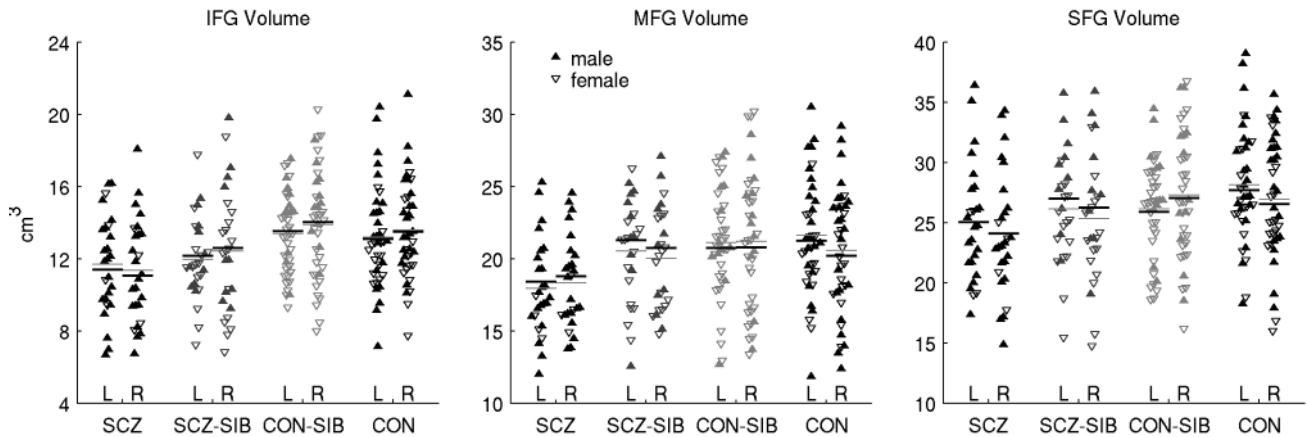 IFG Volume
MFG Volume
SFG Volume
cm³
24
20
16
12
8
4
L R L R L R L R
SCZ SCZ-SIB CON-SIB CON
35
30
25
20
15
10
male
female
L R L R L R L R
SCZ SCZ-SIB CON-SIB CON
40
35
30
25
20
15
10
L R L R L R L R
SCZ SCZ-SIB CON-SIB CON